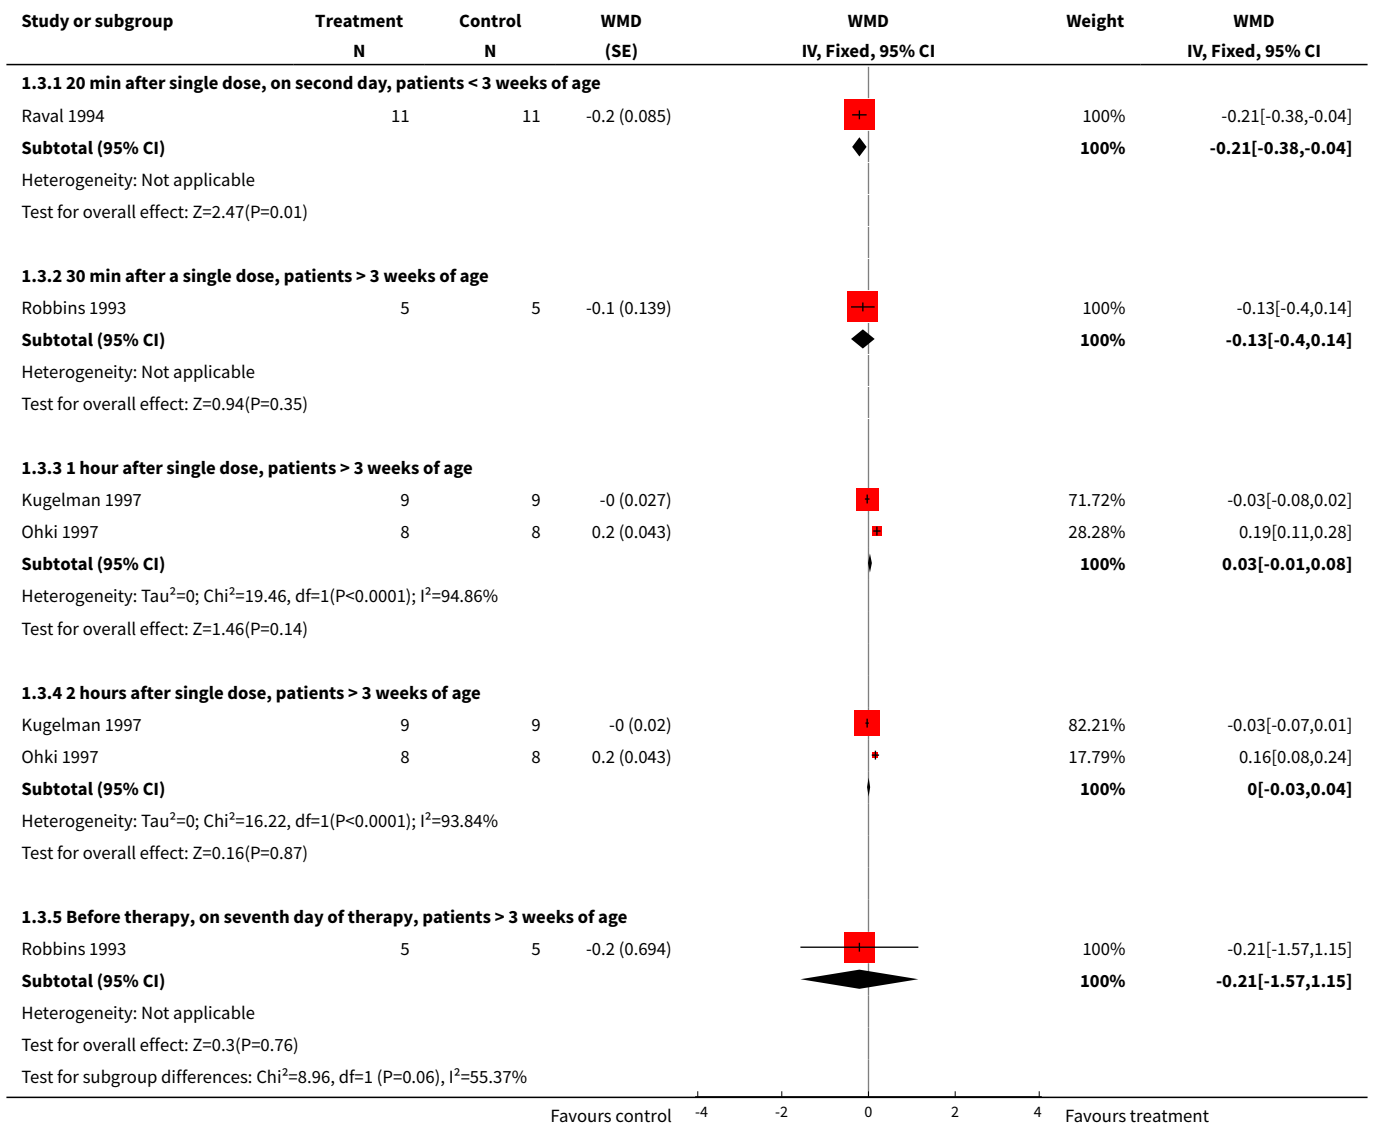 Study or subgroup Treatment Control WMD WMD Weight WMD
N N (SE) IV, Fixed, 95% CI IV, Fixed, 95% CI
1.3.1 20 min after single dose, on second day, patients < 3 weeks of age
Raval 1994 11 11 -0.2 (0.085) 100% -0.21[-0.38,-0.04]
Subtotal (95% CI) 100% -0.21[-0.38,-0.04]
Heterogeneity: Not applicable
Test for overall effect: Z=2.47(P=0.01)
1.3.2 30 min after a single dose, patients > 3 weeks of age
Robbins 1993 5 5 -0.1 (0.139) 100% -0.13[-0.4,0.14]
Subtotal (95% CI) 100% -0.13[-0.4,0.14]
Heterogeneity: Not applicable
Test for overall effect: Z=0.94(P=0.35)
1.3.3 1 hour after single dose, patients > 3 weeks of age
Kugelman 1997 9 9 -0 (0.027) 71.72% -0.03[-0.08,0.02]
Ohki 1997 8 8 0.2 (0.043) 28.28% 0.19[0.11,0.28]
Subtotal (95% CI) 100% 0.03[-0.01,0.08]
Heterogeneity: Tau²=0; Chi²=19.46, df=1(P<0.0001); I²=94.86%
Test for overall effect: Z=1.46(P=0.14)
1.3.4 2 hours after single dose, patients > 3 weeks of age
Kugelman 1997 9 9 -0 (0.02) 82.21% -0.03[-0.07,0.01]
Ohki 1997 8 8 0.2 (0.043) 17.79% 0.16[0.08,0.24]
Subtotal (95% CI) 100% 0[-0.03,0.04]
Heterogeneity: Tau²=0; Chi²=16.22, df=1(P<0.0001); I²=93.84%
Test for overall effect: Z=0.16(P=0.87)
1.3.5 Before therapy, on seventh day of therapy, patients > 3 weeks of age
Robbins 1993 5 5 -0.2 (0.694) 100% -0.21[-1.57,1.15]
Subtotal (95% CI) 100% -0.21[-1.57,1.15]
Heterogeneity: Not applicable
Test for overall effect: Z=0.3(P=0.76)
Test for subgroup differences: Chi²=8.96, df=1 (P=0.06), I²=55.37%
Favours control -4 -2 0 2 4 Favours treatment